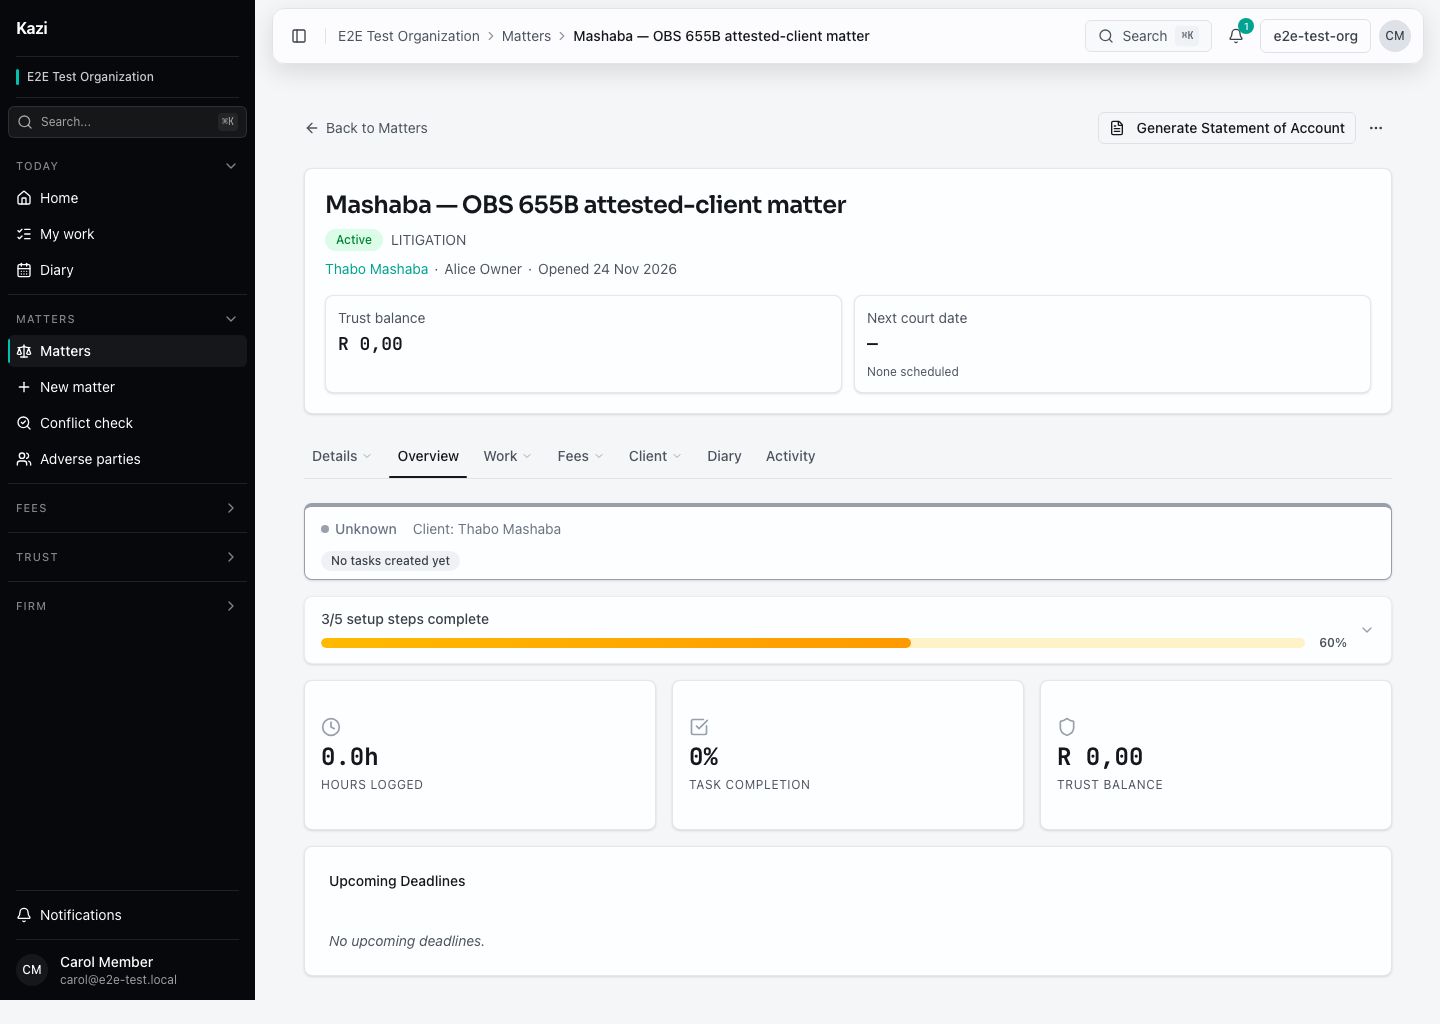 Kazi
E2E Test Organization
Search... ⌘K
TODAY
Home
My work
Diary
MATTERS
Matters
New matter
Conflict check
Adverse parties
FEES
TRUST
FIRM
Notifications
CM
Carol Member
carol@e2e-test.local
E2E Test Organization Matters Mashaba — OBS 655B attested-client matter
Search ⌘K
1
e2e-test-org
CM
Back to Matters
Generate Statement of Account
Mashaba — OBS 655B attested-client matter
Active LITIGATION
Thabo Mashaba · Alice Owner · Opened 24 Nov 2026
Trust balance
R 0,00
Next court date
—
None scheduled
Details Overview Work Fees Client Diary Activity
Unknown Client: Thabo Mashaba
No tasks created yet
3/5 setup steps complete
60%
0.0h
HOURS LOGGED
0%
TASK COMPLETION
R 0,00
TRUST BALANCE
Upcoming Deadlines
No upcoming deadlines.